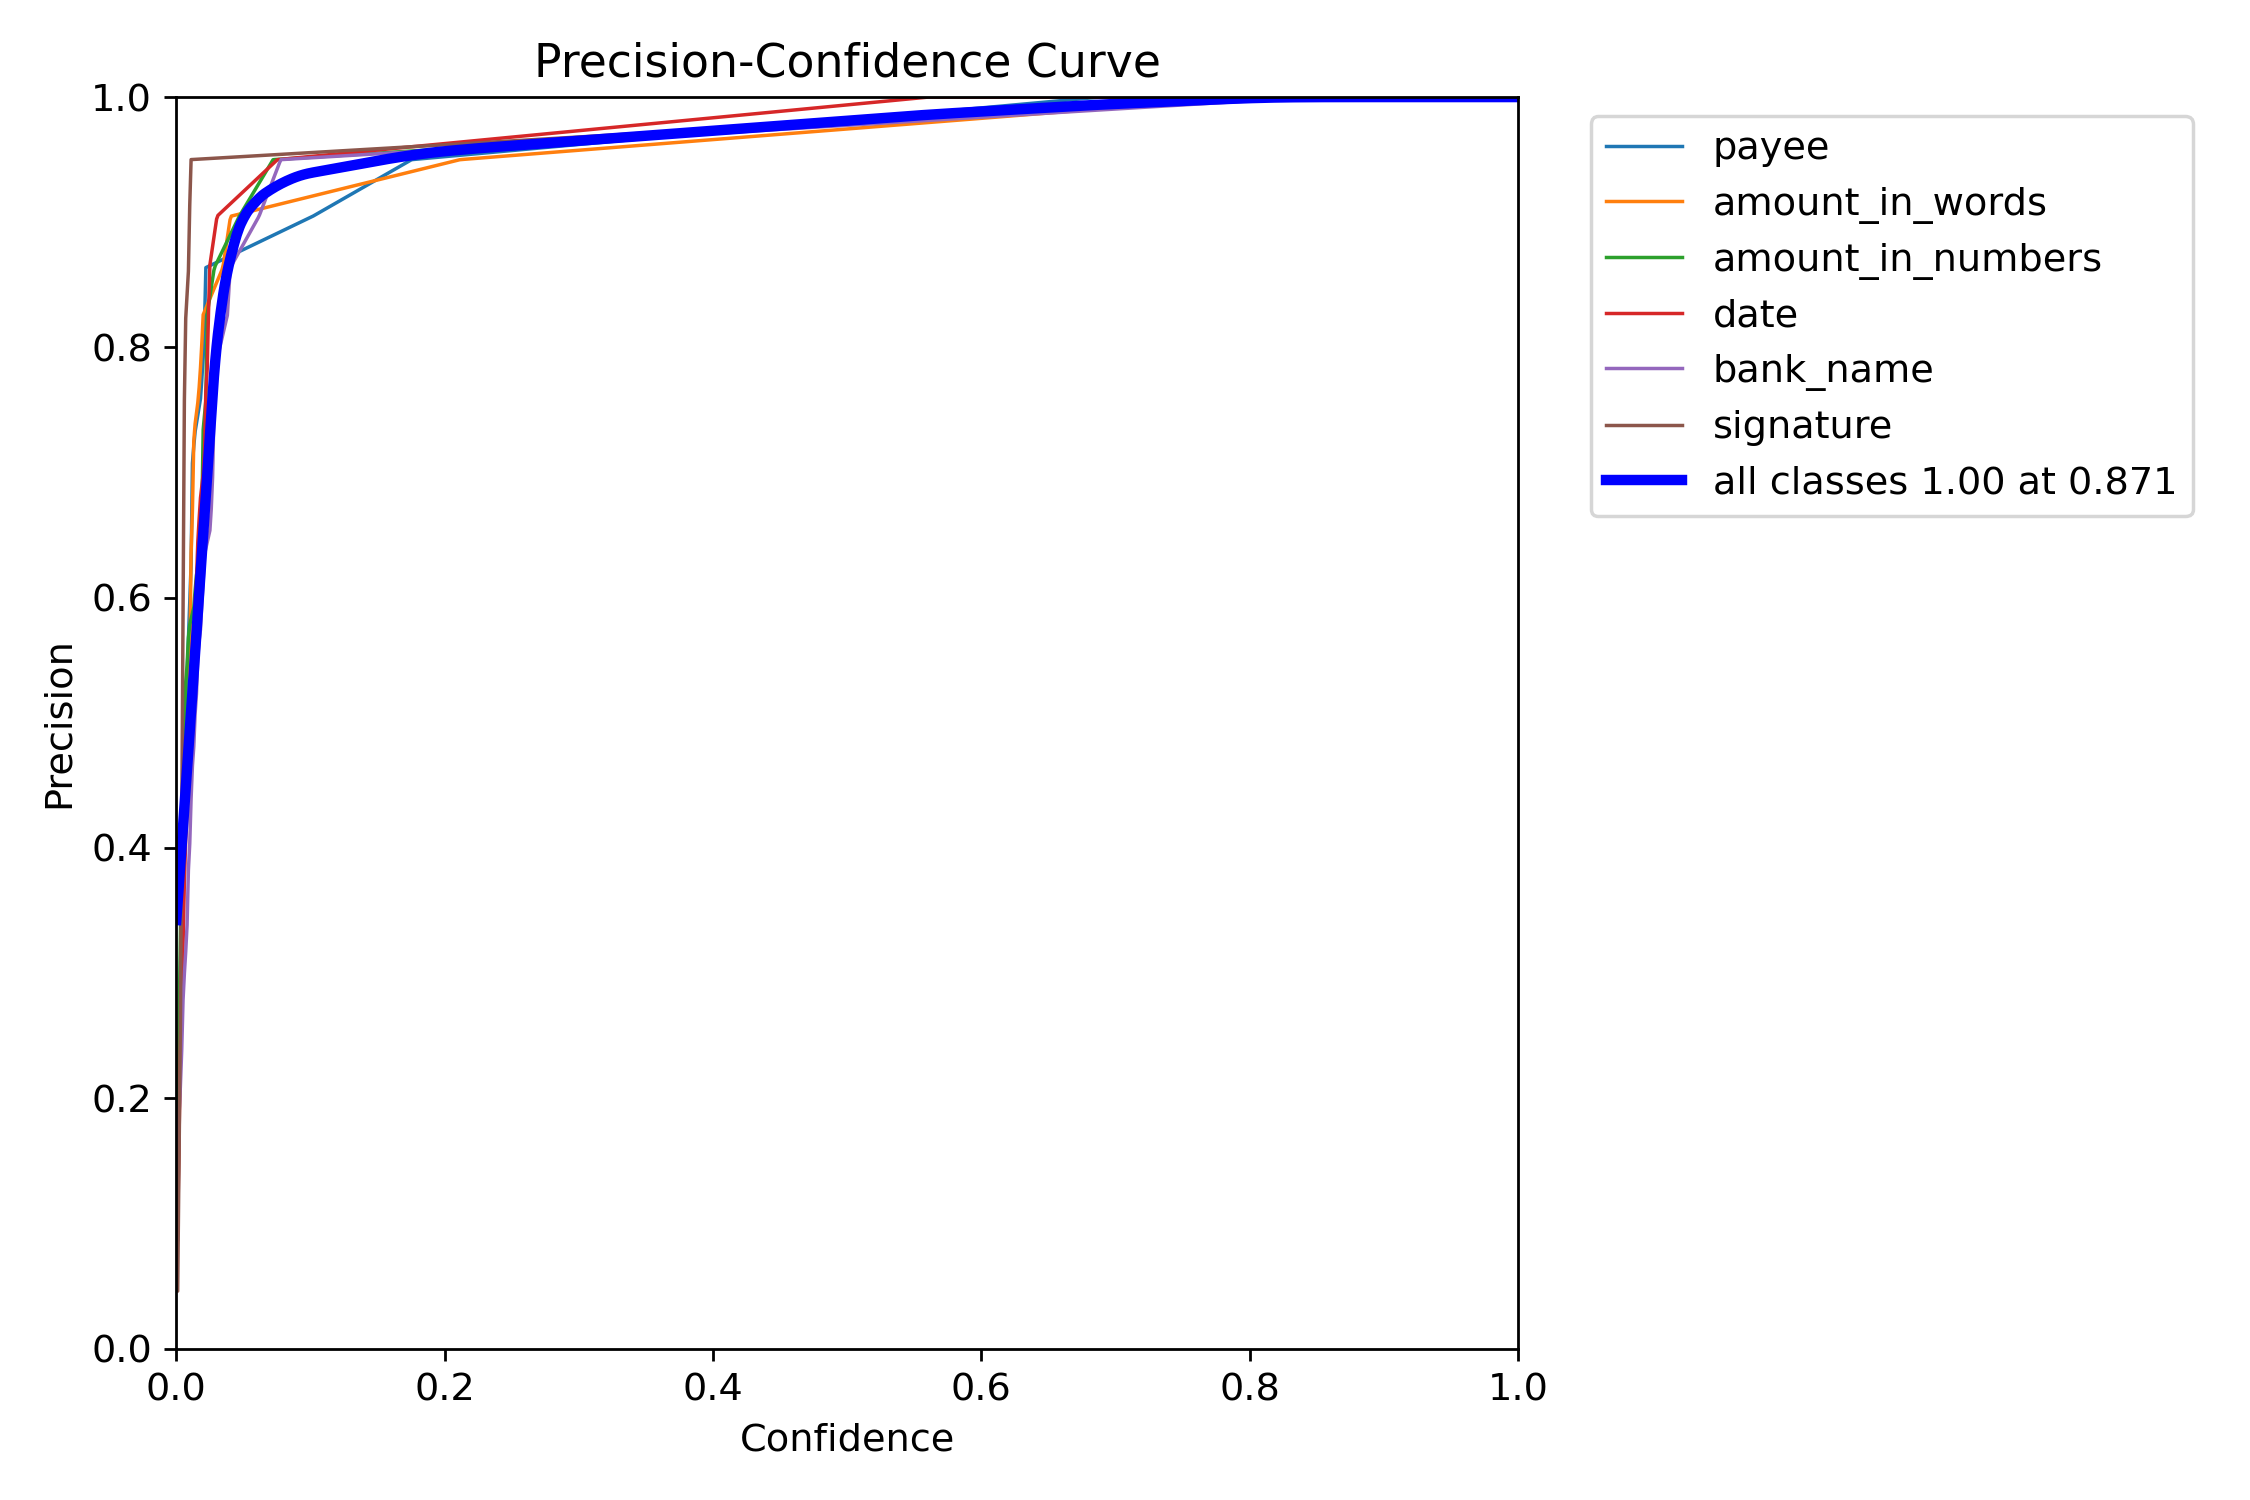 Precision-Confidence Curve
1.0
0.8
0.6
0.4
0.2
0.0
Precision
0.0 0.2 0.4 0.6 0.8 1.0
Confidence
payee
amount_in_words
amount_in_numbers
date
bank_name
signature
all classes 1.00 at 0.871